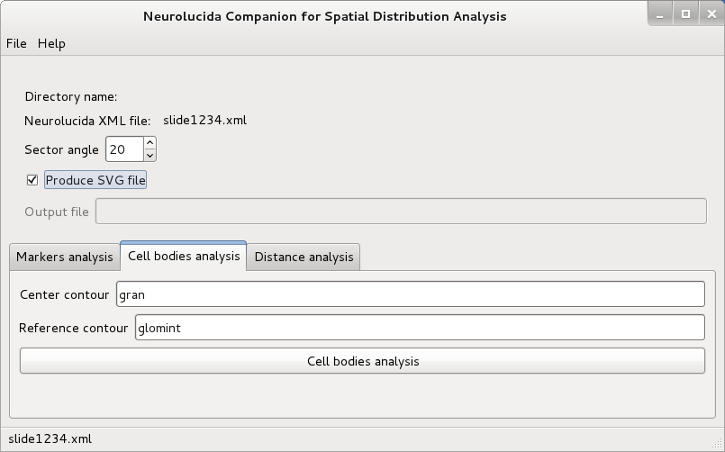 Neurolucida Companion for Spatial Distribution Analysis
File Help
Directory name:
Neurolucida XML file: slide1234.xml
Sector angle 20
Produce SVG file
Output file
Markers analysis Cell bodies analysis Distance analysis
Center contour gran
Reference contour glomint
Cell bodies analysis
slide1234.xml